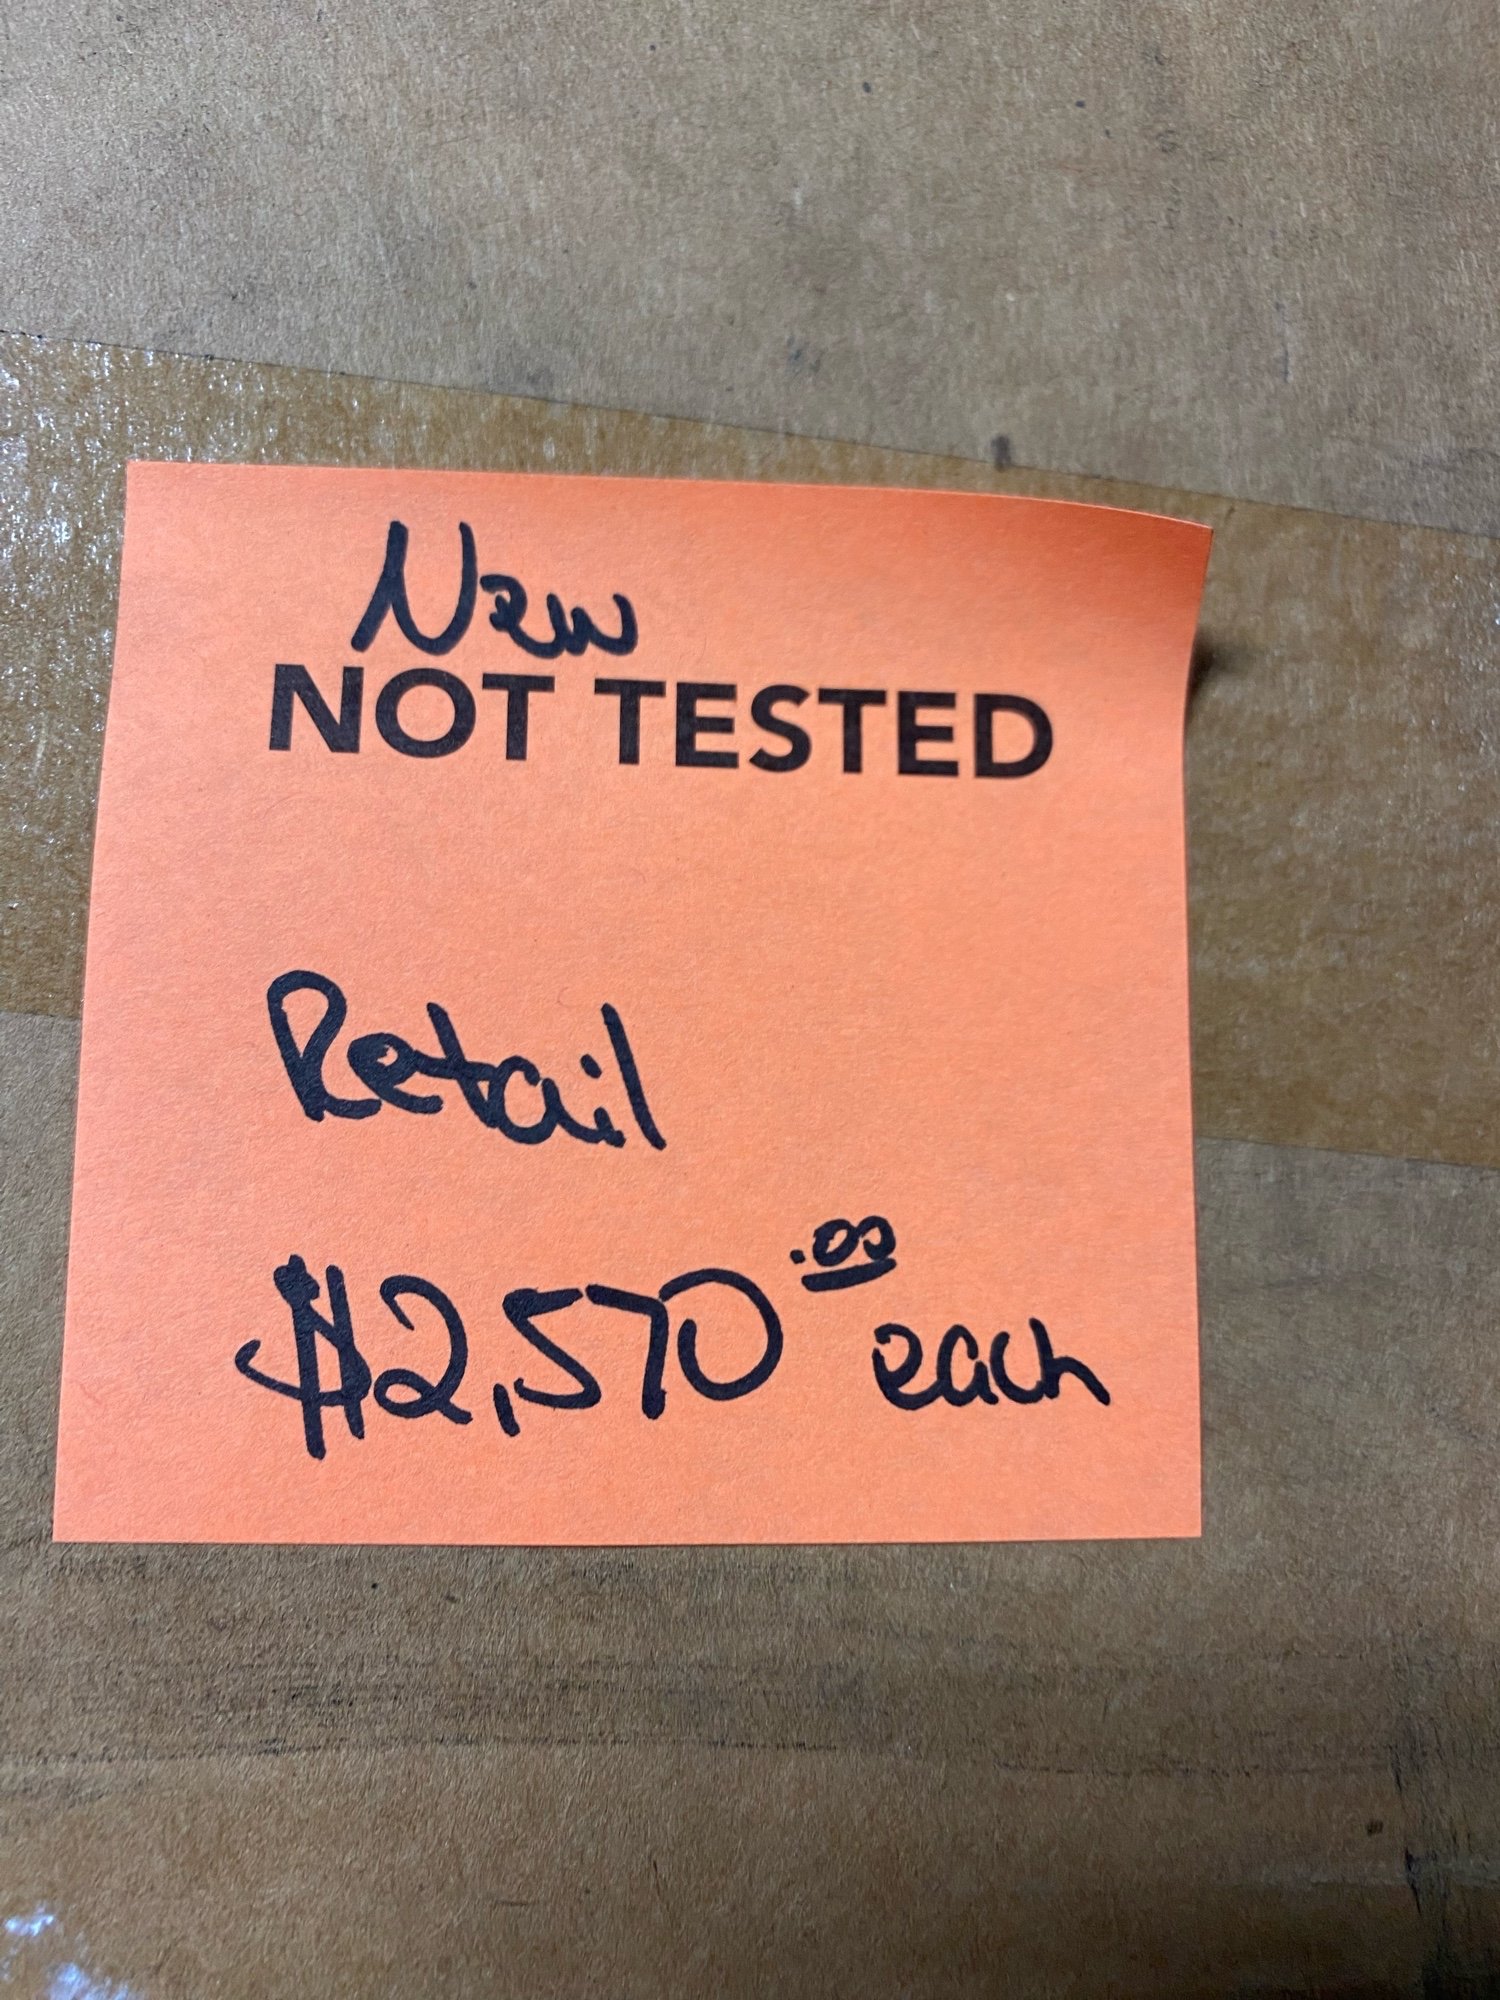 New
NOT TESTED
Retail
$2,570.00 each